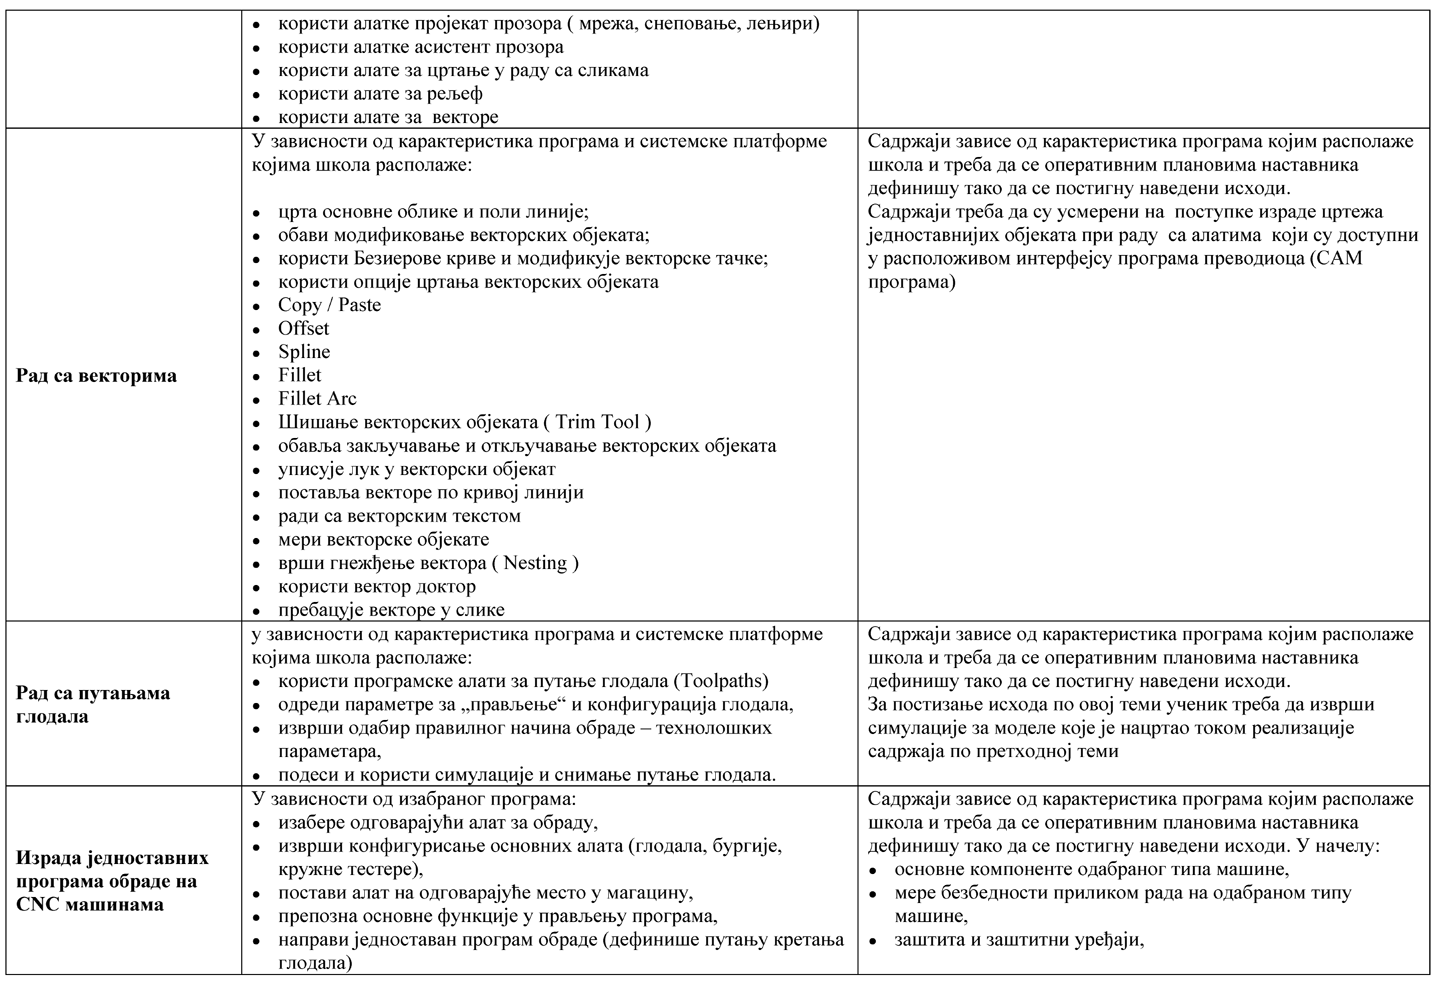 користи алатке пројекат прозора ( мрежа, снеповање, лењири)
користи алатке асистент прозора
користи алате за цртање у раду са сликама
користи алате за рељеф
користи алате за  векторе
Рад са векторима
У зависности од карактеристика програма и системске платформе
којима школа располаже:
црта основне облике и поли линије;
обави модификовање векторских објеката;
користи Безиерове криве и модификује векторске тачке;
користи опције цртања векторских објеката
Copy / Paste
Offset
Spline
Fillet
Fillet Arc
Шишање векторских објеката ( Trim Tool )
обавља закључавање и откључавање векторских објеката
уписује лук у векторски објекат
поставља векторе по кривој линији
ради са векторским текстом
мери векторске објекате
врши гнежђење вектора ( Nesting )
користи вектор доктор
пребацује векторе у слике
Садржаји зависе од карактеристика програма којим располаже
школа и треба да се оперативним плановима наставника
дефинишу тако да се постигну наведени исходи.
Садржаји треба да су усмерени на  поступке израде цртежа
једноставнијих објеката при раду  са алатима  који су доступни
у расположивом интерфејсу програма преводиоца (CAM
програма)
Рад са путањама
глодала
у зависности од карактеристика програма и системске платформе
којима школа располаже:
користи програмске алати за путање глодала (Toolpaths)
одреди параметре за „прављење“ и конфигурација глодала,
изврши одабир правилног начина обраде – технолошких
параметара,
подеси и користи симулације и снимање путање глодала.
Садржаји зависе од карактеристика програма којим располаже
школа и треба да се оперативним плановима наставника
дефинишу тако да се постигну наведени исходи.
За постизање исхода по овој теми ученик треба да изврши
симулације за моделе које је нацртао током реализације
садржаја по претходној теми
Израда једноставних
програма обраде на
CNC машинама
У зависности од изабраног програма:
изабере одговарајући алат за обраду,
изврши конфигурисање основних алата (глодала, бургије,
кружне тестере),
постави алат на одговарајуће место у магацину,
препозна основне функције у прављењу програма,
направи једноставан програм обраде (дефинише путању кретања
глодала)
Садржаји зависе од карактеристика програма којим располаже
школа и треба да се оперативним плановима наставника
дефинишу тако да се постигну наведени исходи. У начелу:
основне компоненте одабраног типа машине,
мере безбедности приликом рада на одабраном типу
машине,
заштита и заштитни уређаји,